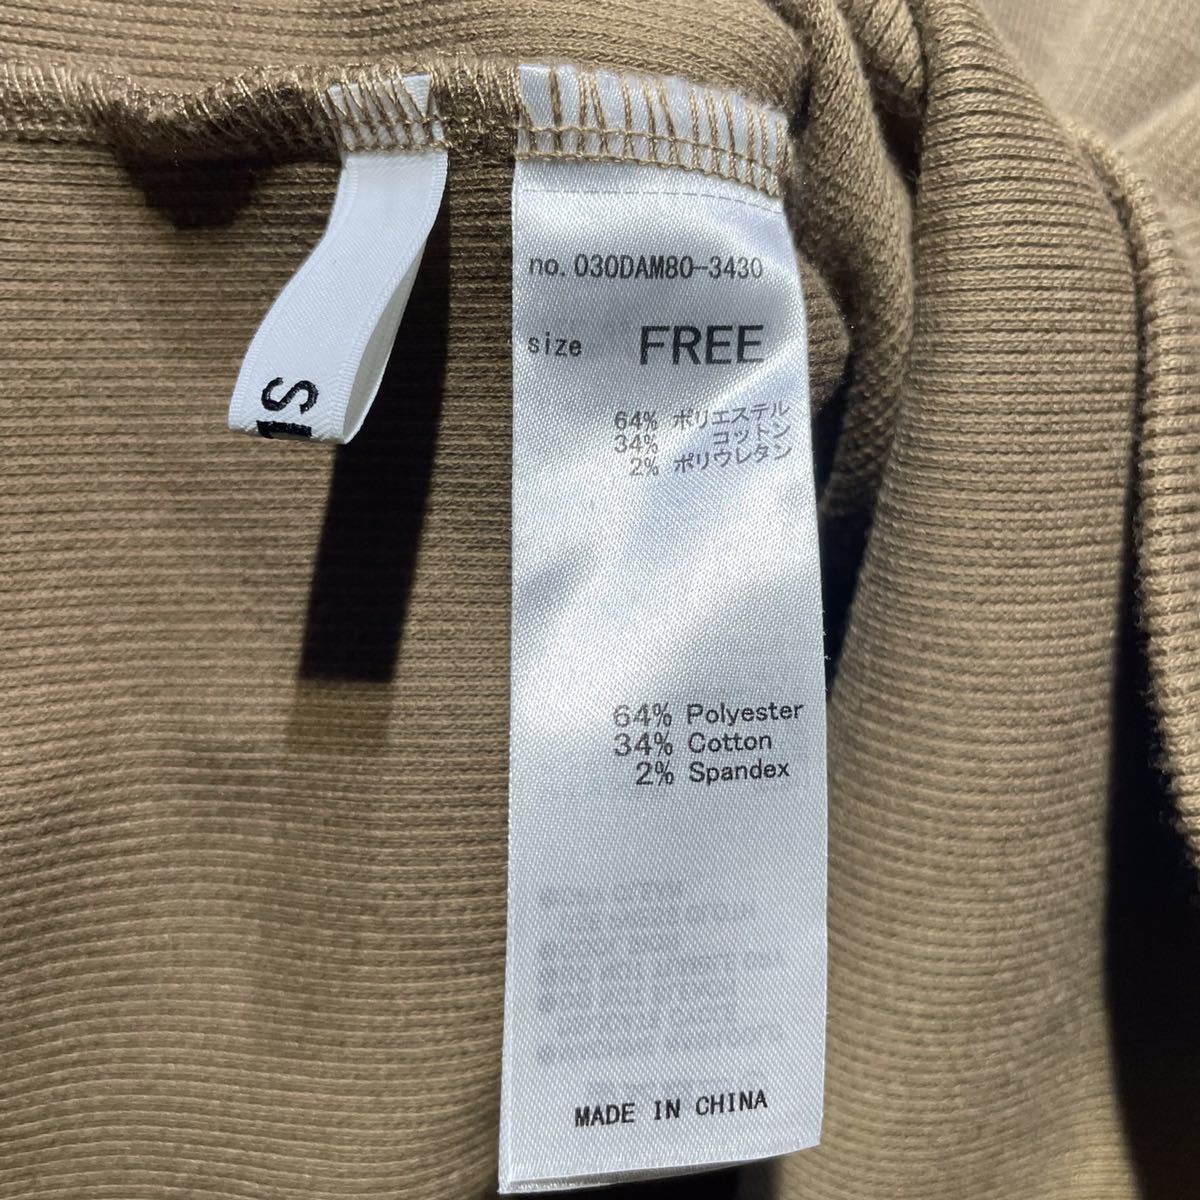 no. 030DAM80-3430
size FREE
64% ポリエステル
34% コットン
2% ポリウレタン
64% Polyester
34% Cotton
2% Spandex
MADE IN CHINA
S